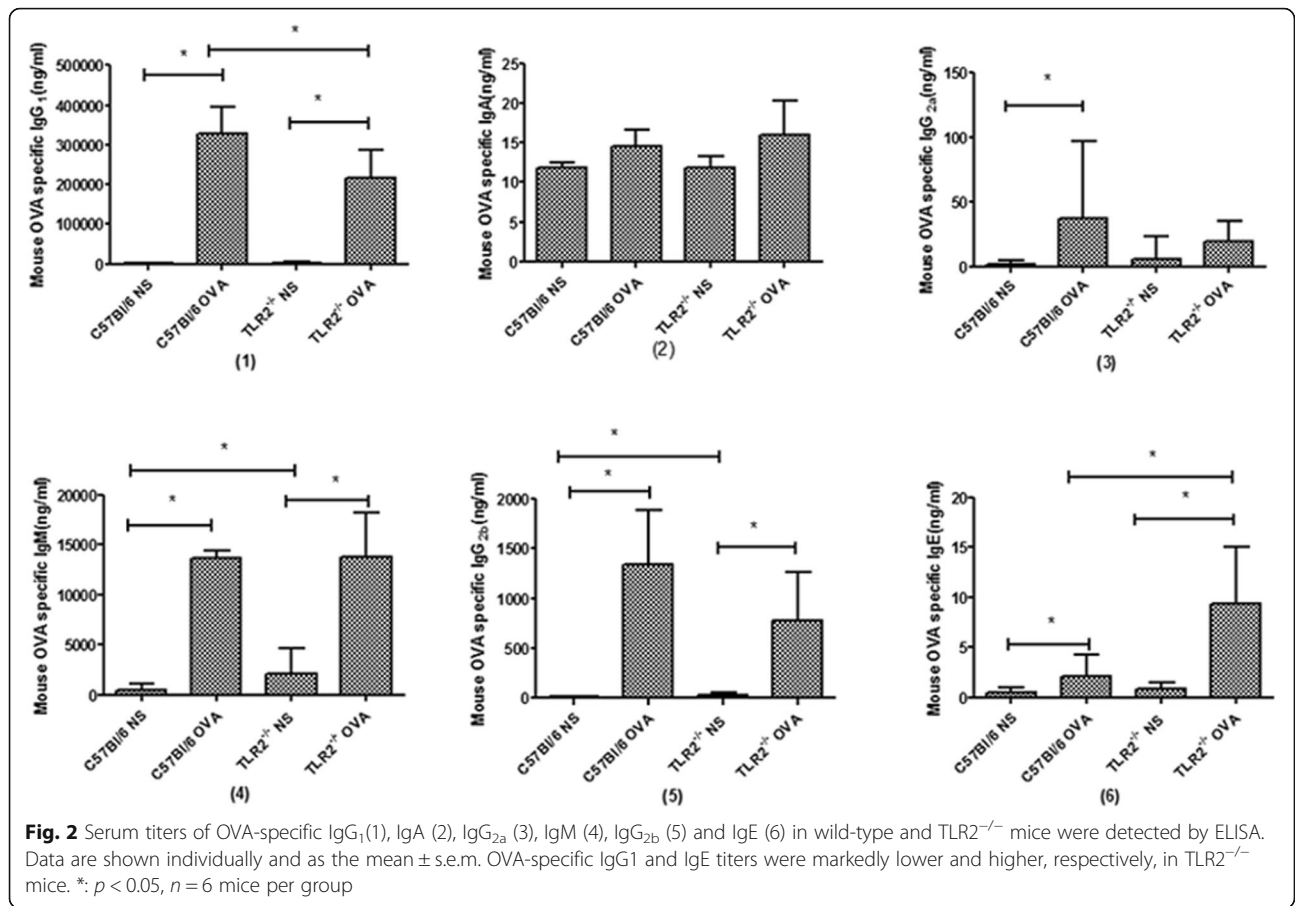 *
*
*
500000
400000
300000
200000
100000
0
Mouse OVA specific IgG1(ng/ml)
C57Bl/6 NS
C57Bl/6 OVA
TLR2-/- NS
TLR2-/- OVA
(1)
25
20
15
10
5
0
Mouse OVA specific IgA(ng/ml)
C57Bl/6 NS
C57Bl/6 OVA
TLR2-/- NS
TLR2-/- OVA
(2)
*
150
100
50
0
Mouse OVA specific IgG 2a(ng/ml)
C57Bl/6 NS
C57Bl/6 OVA
TLR2-/- NS
TLR2-/- OVA
(3)
*
*
*
20000
15000
10000
5000
0
Mouse OVA specific IgM(ng/ml)
C57Bl/6 NS
C57Bl/6 OVA
TLR2-/- NS
TLR2-/- OVA
(4)
*
*
*
2000
1500
1000
500
0
Mouse OVA specific IgG 2b(ng/ml)
C57Bl/6 NS
C57Bl/6 OVA
TLR2-/- NS
TLR2-/- OVA
(5)
*
*
*
20
15
10
5
0
Mouse OVA specific IgE(ng/ml)
C57Bl/6 NS
C57Bl/6 OVA
TLR2-/- NS
TLR2-/- OVA
(6)
Fig. 2 Serum titers of OVA-specific IgG1(1), IgA (2), IgG2a (3), IgM (4), IgG2b (5) and IgE (6) in wild-type and TLR2−/− mice were detected by ELISA.
Data are shown individually and as the mean ± s.e.m. OVA-specific IgG1 and IgE titers were markedly lower and higher, respectively, in TLR2−/−
mice. *: p < 0.05, n = 6 mice per group